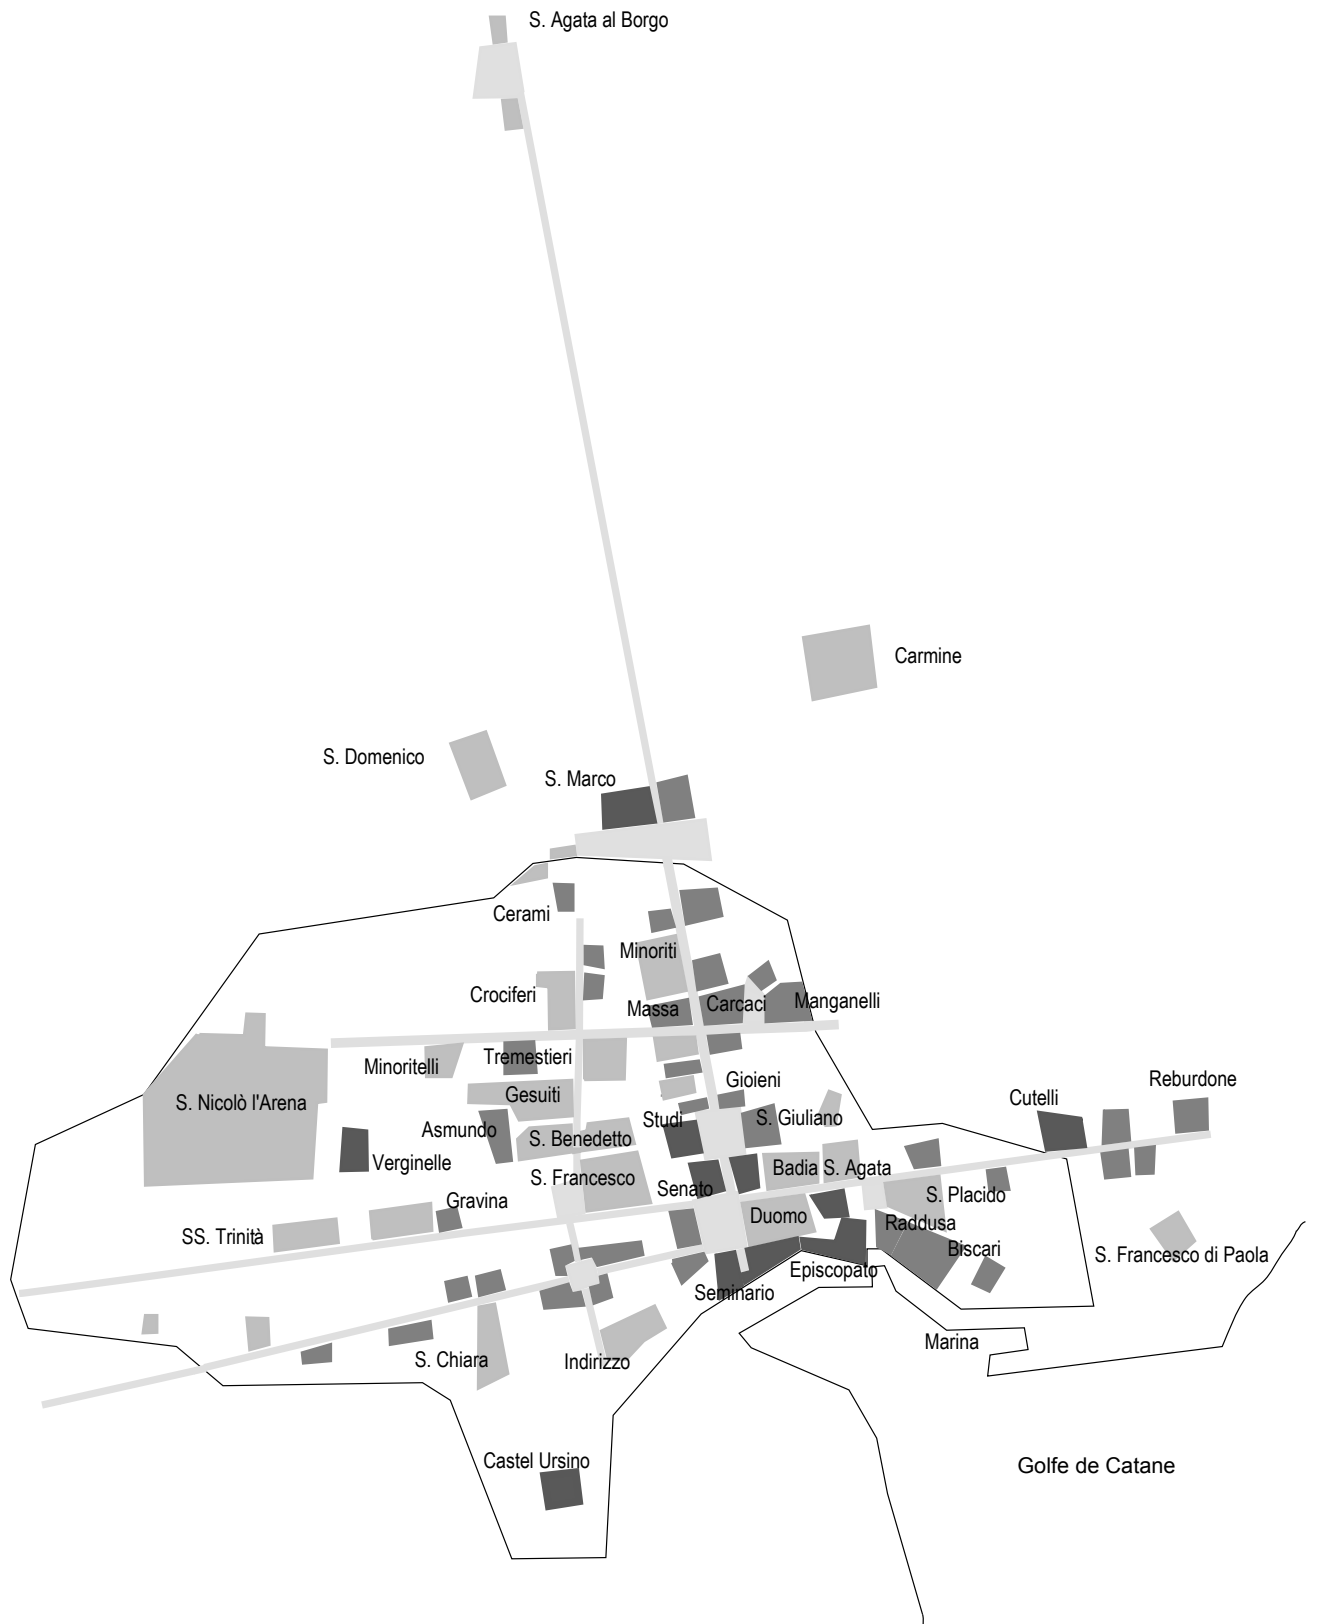 S. Agata al Borgo
Carmine
S. Domenico
S. Marco
Cerami
Minoriti
Crociferi
Massa
Carcaci
Manganelli
Minoritelli
Tremestieri
Gioieni
Reburdone
S. Nicolò l'Arena
Gesuiti
Cutelli
Asmundo
Studi
S. Giuliano
S. Benedetto
Verginelle
S. Francesco
Badia S. Agata
Senato
S. Placido
Gravina
Duomo
SS. Trinità
Raddusa
Biscari
S. Francesco di Paola
Episcopato
Seminario
Marina
S. Chiara
Indirizzo
Castel Ursino
Golfe de Catane